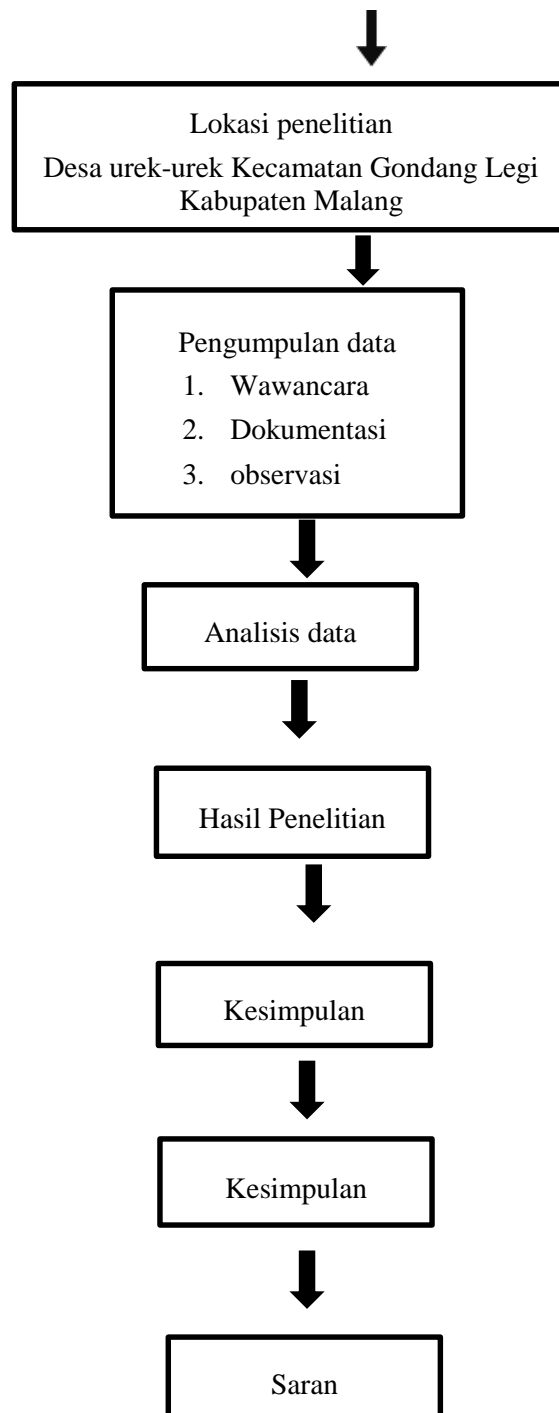 Lokasi penelitian
Desa urek-urek Kecamatan Gondang Legi
Kabupaten Malang
Pengumpulan data
1. Wawancara
2. Dokumentasi
3. observasi
Analisis data
Hasil Penelitian
Kesimpulan
Kesimpulan
Saran